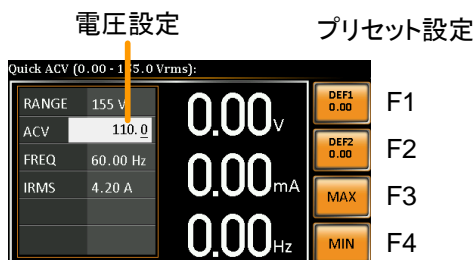 電圧設定
プリセット設定
Quick ACV (0.00 - 155.0 Vrms):
RANGE 155 V
ACV 110.0
FREQ 60.00 Hz
IRMS 4.20 A
0.00V
0.00mA
0.00Hz
DEF1
0.00
F1
DEF2
0.00
F2
MAX
F3
MIN
F4